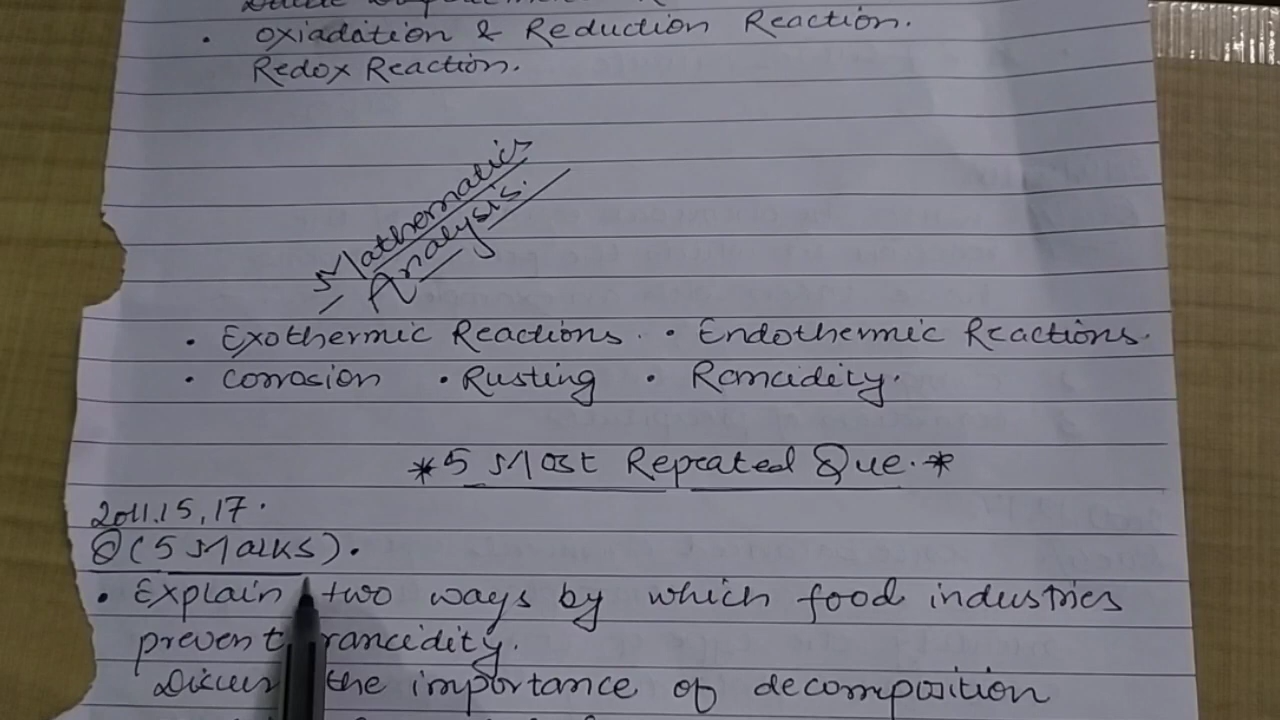 • Oxiadation & Reduction Reaction.
Redox Reaction.
Mathematics
Analysis.
• Exothermic Reactions. • Endothermic Reactions.
• Corrosion • Rusting • Rancidity.
*5 Most Repeated Que.*
2011.15,17.
Q(5 Marks).
• Explain two ways by which food industries
prevent rancidity.
the importance of decomposition